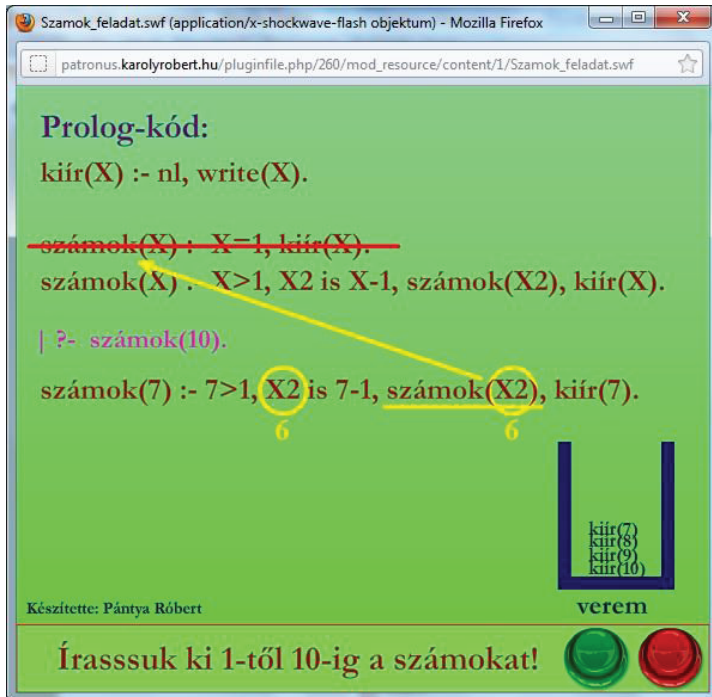 Szamok_feladat.swf (application/x-shockwave-flash objektum) - Mozilla Firefox
patronus.karolyrobert.hu/pluginfile.php/260/mod_resource/content/1/Szamok_feladat.swf
Prolog-kód:
kiír(X) :- nl, write(X).
számok(X) :- X=1, kiír(X).
számok(X) :- X>1, X2 is X-1, számok(X2), kiír(X).
| ?- számok(10).
számok(7) :- 7>1, X2 is 7-1, számok(X2), kiír(7).
6 6
kiír(7)
kiír(8)
kiír(9)
kiír(10)
Készítette: Pántya Róbert
verem
Írasssuk ki 1-től 10-ig a számokat!